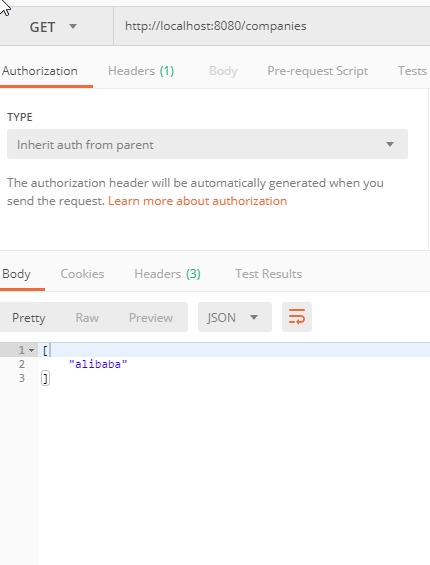 GET http://localhost:8080/companies
Authorization Headers (1) Body Pre-request Script Tests
TYPE
Inherit auth from parent
The authorization header will be automatically generated when you
send the request. Learn more about authorization
Body Cookies Headers (3) Test Results
Pretty Raw Preview JSON
1 [
2 "alibaba"
3 ]